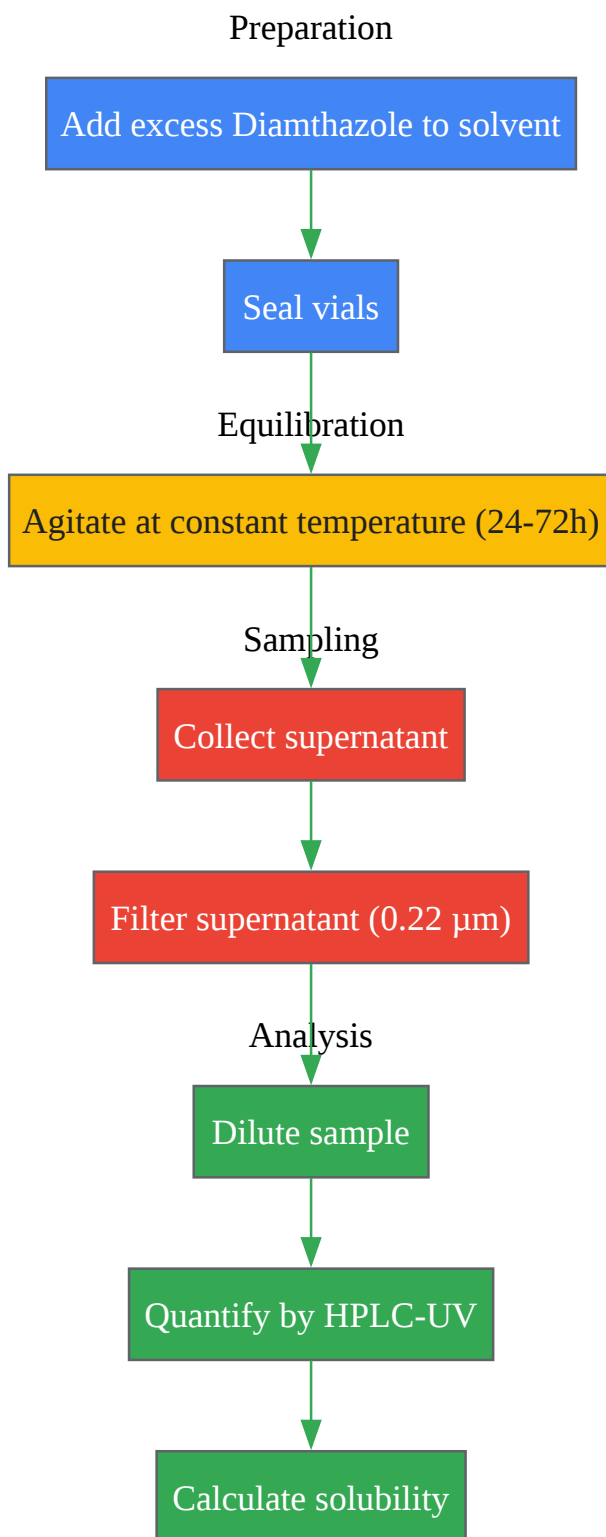 Preparation
Add excess Diamthazole to solvent
Seal vials
Equilibration
Agitate at constant temperature (24-72h)
Sampling
Collect supernatant
Filter supernatant (0.22 µm)
Analysis
Dilute sample
Quantify by HPLC-UV
Calculate solubility